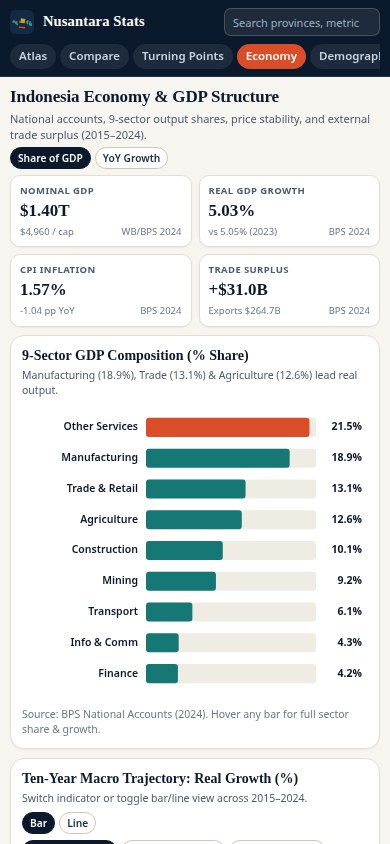 Nusantara Stats
Search provinces, metric
Atlas Compare Turning Points Economy Demograpl
Indonesia Economy & GDP Structure
National accounts, 9-sector output shares, price stability, and external
trade surplus (2015–2024).
Share of GDP YoY Growth
NOMINAL GDP
$1.40T
$4,960 / cap WB/BPS 2024
REAL GDP GROWTH
5.03%
vs 5.05% (2023) BPS 2024
CPI INFLATION
1.57%
-1.04 pp YoY BPS 2024
TRADE SURPLUS
+$31.0B
Exports $264.7B BPS 2024
9-Sector GDP Composition (% Share)
Manufacturing (18.9%), Trade (13.1%) & Agriculture (12.6%) lead real
output.
Other Services 21.5%
Manufacturing 18.9%
Trade & Retail 13.1%
Agriculture 12.6%
Construction 10.1%
Mining 9.2%
Transport 6.1%
Info & Comm 4.3%
Finance 4.2%
Source: BPS National Accounts (2024). Hover any bar for full sector
share & growth.
Ten-Year Macro Trajectory: Real Growth (%)
Switch indicator or toggle bar/line view across 2015–2024.
Bar Line